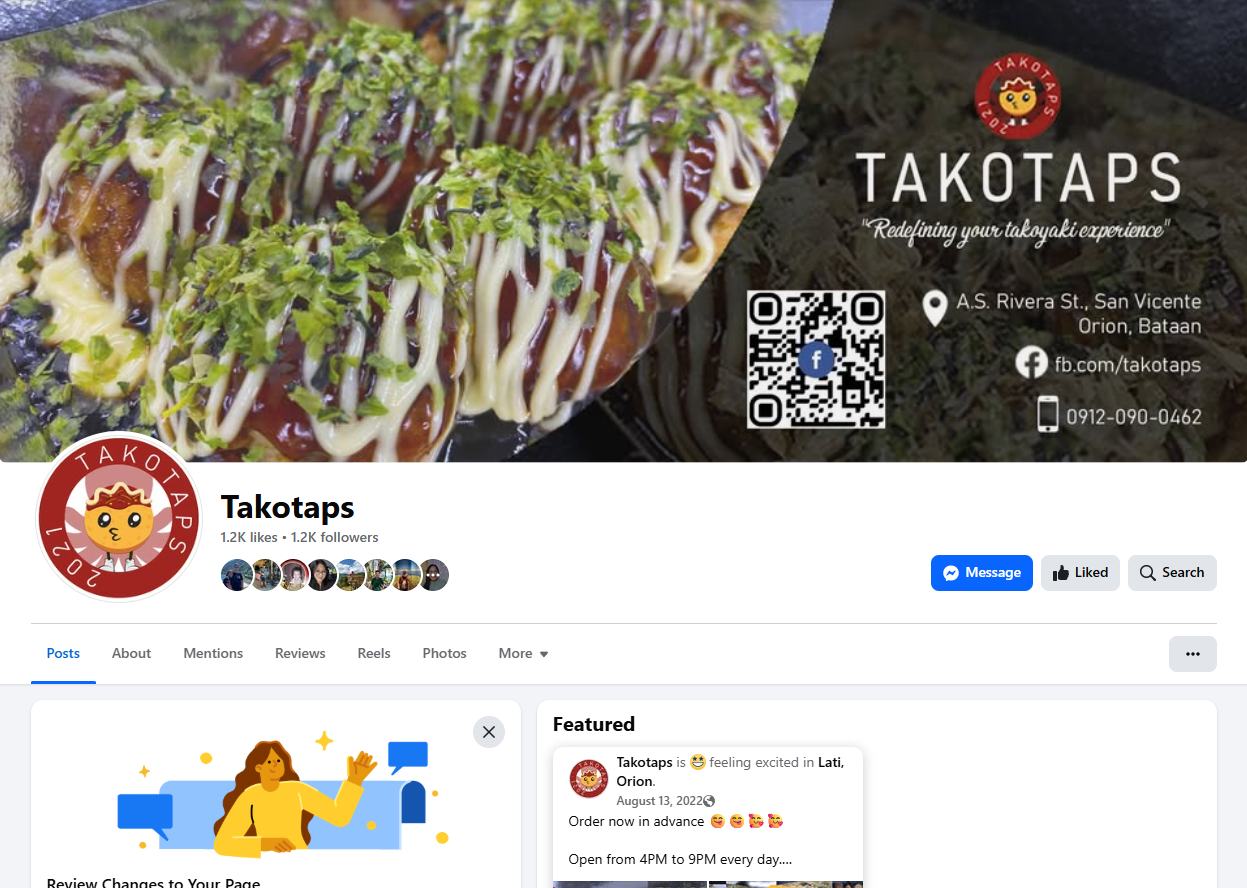 TAKOTAPS 2021
TAKOTAPS
"Redefining your takoyaki experience"
A.S. Rivera St., San Vicente
Orion, Bataan
fb.com/takotaps
0912-090-0462
TAKOTAPS 2021
Takotaps
1.2K likes • 1.2K followers
Message
Liked
Search
Posts
About
Mentions
Reviews
Reels
Photos
More
Review Changes to Your Page
Featured
Takotaps is 😆 feeling excited in Lati,
Orion.
August 13, 2022
Order now in advance 😋 😋 🥰 🥰
Open from 4PM to 9PM every day....